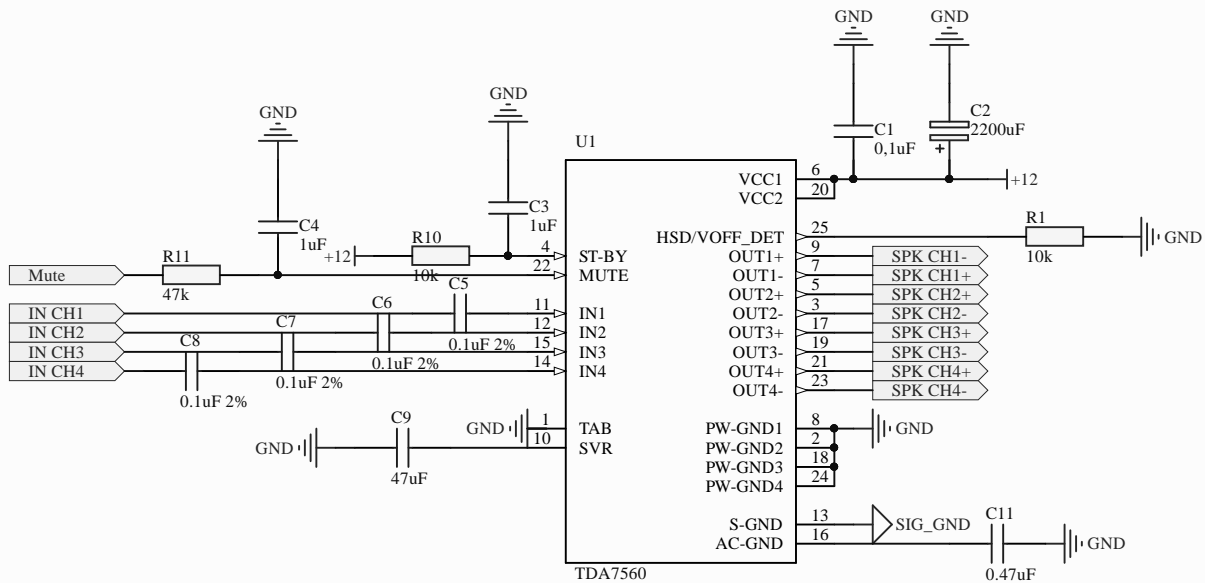 GND
GND
C1
0,1uF
C2
2200uF
+12
GND
C4
1uF
GND
C3
1uF
U1
+12
R10
10k
Mute
R11
47k
IN CH1
IN CH2
IN CH3
IN CH4
C5
0.1uF 2%
C6
0.1uF 2%
C7
0.1uF 2%
C8
0.1uF 2%
4 ST-BY
22 MUTE
11 IN1
12 IN2
15 IN3
14 IN4
GND 1 TAB
10 SVR
GND
C9
47uF
VCC1 6
VCC2 20
HSD/VOFF_DET 25
R1
10k
GND
OUT1+ 9 SPK CH1-
OUT1- 7 SPK CH1+
OUT2+ 5 SPK CH2+
OUT2- 3 SPK CH2-
OUT3+ 17 SPK CH3+
OUT3- 19 SPK CH3-
OUT4+ 21 SPK CH4+
OUT4- 23 SPK CH4-
PW-GND1 8 GND
PW-GND2 2
PW-GND3 18
PW-GND4 24
S-GND 13 SIG_GND
AC-GND 16
C11
0.47uF
GND
TDA7560